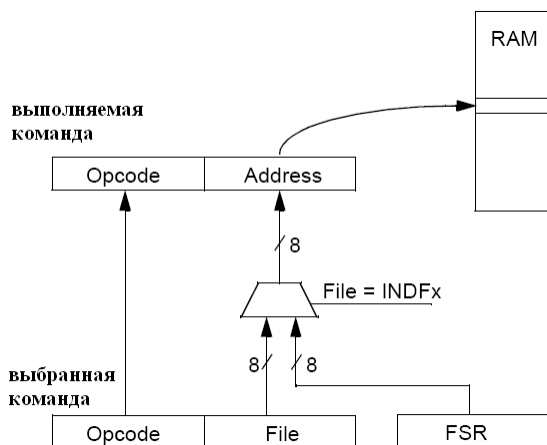 RAM
выполняемая
команда
Opcode
Address
8
File = INDFx
8
8
выбранная
команда
Opcode
File
FSR